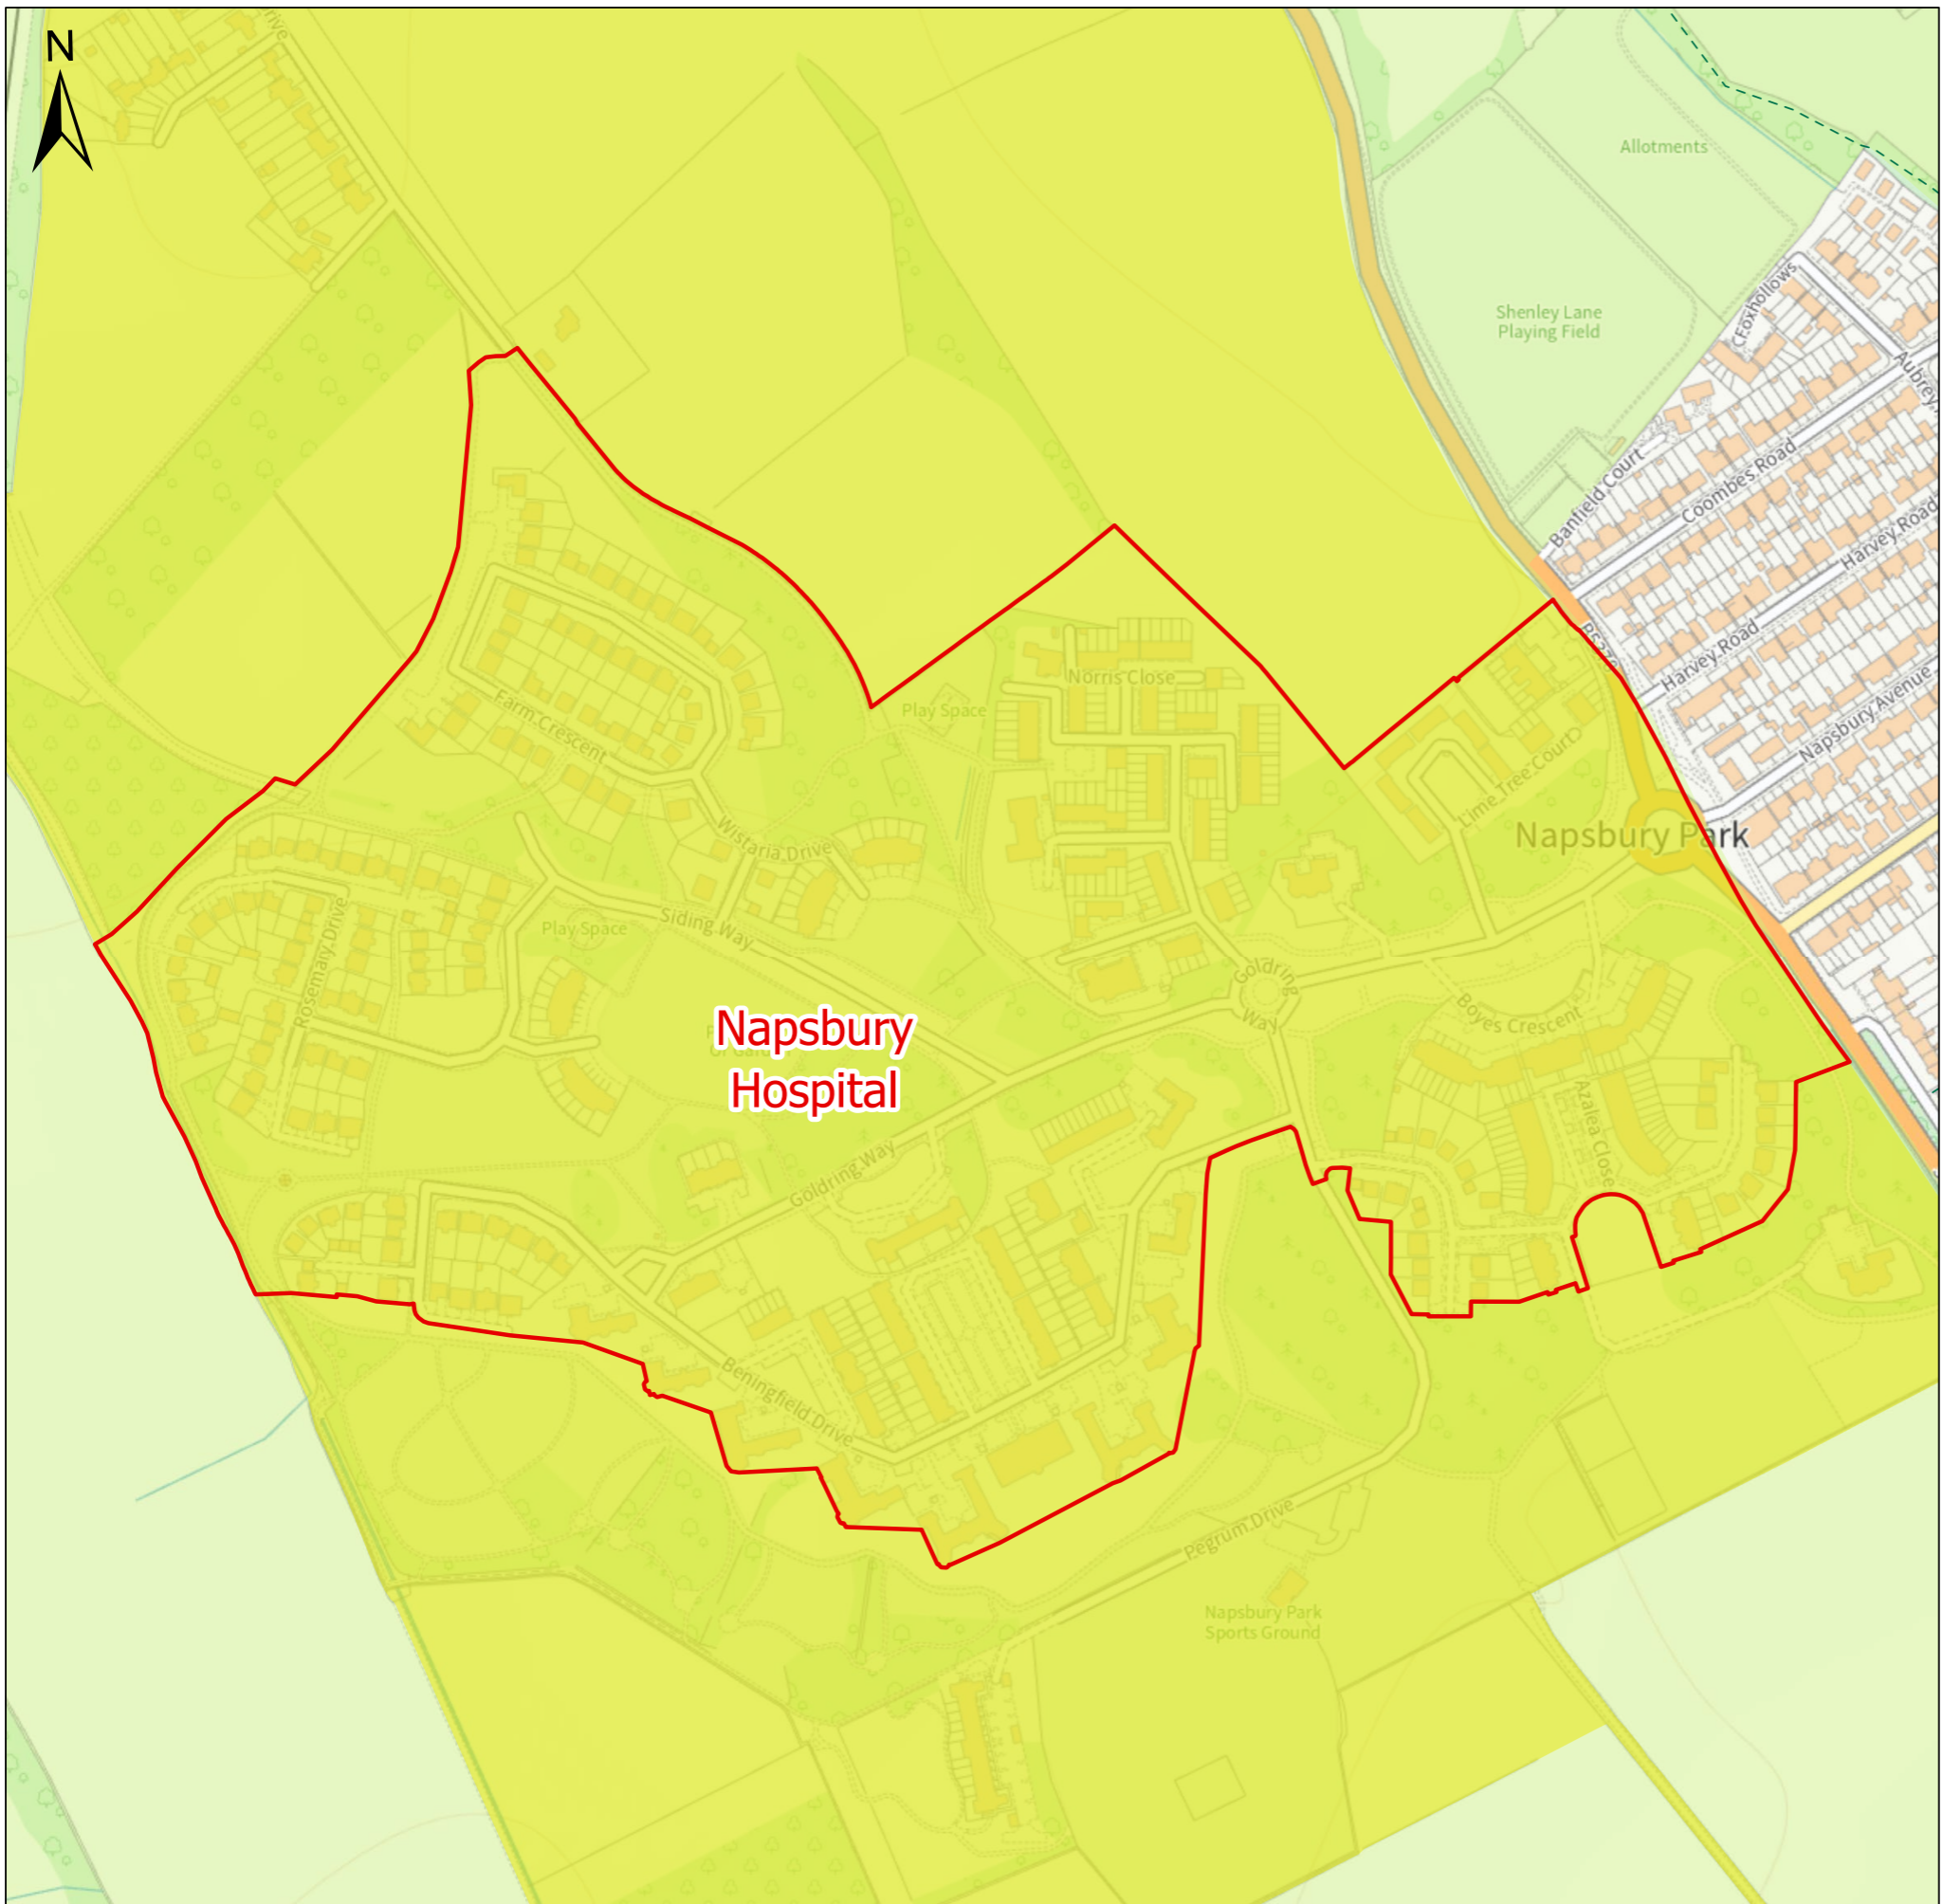 N
Drive
Allotments
Shenley Lane
Playing Field
Foxhollows
Aubrey
Banfield Court
Coombes Road
Harvey Road
Harvey Road
Napsbury Avenue
Norris Close
Play Space
Farm Crescent
Lime Tree Court
Napsbury Park
Wistaria Drive
Siding Way
Play Space
Rosemary Drive
Goldring
Way
Boyes Crescent
Napsbury
Hospital
Azalea Close
Goldring Way
Beningfield Drive
Pegrum Drive
Napsbury Park
Sports Ground